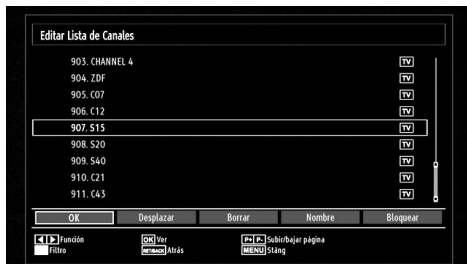 Editar Lista de Canales
903. CHANNEL 4 TV
904. ZDF TV
905. C07 TV
906. C12 TV
907. S15 TV
908. S20 TV
909. S40 TV
910. C21 TV
911. C43 TV
OK Desplazar Borrar Nombre Bloquear
Función OK Ver P+ P- Subir/bajar página
Filtro RET/BACK Atrás MENU Stäng